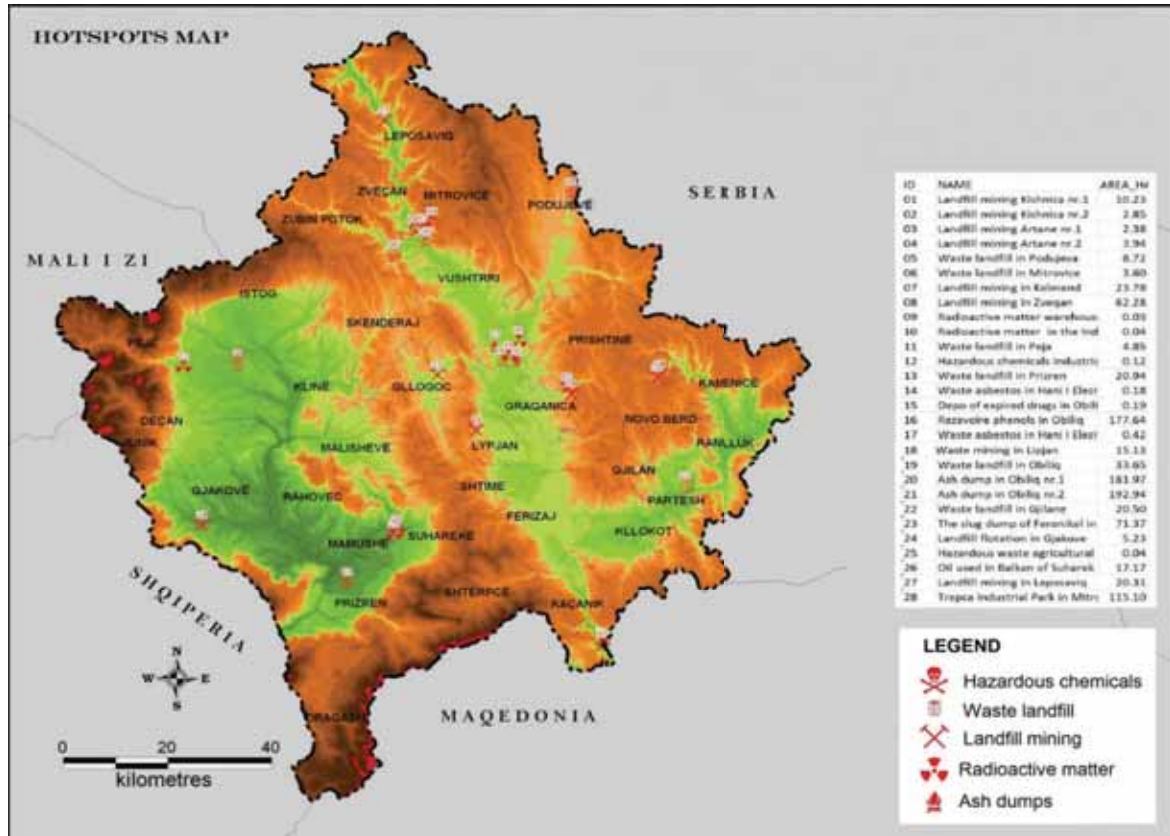 HOTSPOTS MAP
LEPOSAVIQ
SERBIA
ZVEÇAN
MITROVICE
PODUJEVË
ZUBIN POTOK
MALI I ZI
VUSHTRRI
ISTOG
SKENDERAJ
PRISHTINË
KLINË
GLLOGOC
KAMENICË
GRAQANICA
DEÇAN
NOVO BERD
JUNIK
MALISHEVË
LYPJAN
RANLLUK
GJILAN
SHTIME
GJAKOVË
RAHOVEC
PARTESH
FERIZAJ
MAMUSHË
SUHAREKË
KLLOKOT
SHQIPERIA
PRIZREN
SHTERPCË
KAÇANIK
MAQEDONIA
DRAGASH
N
W E
S
0 20 40
kilometres
ID NAME AREA_H
01 Landfill mining Kishnica nr.1 10.23
02 Landfill mining Kishnica nr.2 2.85
03 Landfill mining Artane nr.1 2.38
04 Landfill mining Artane nr.2 3.94
05 Waste landfill in Podujeva 8.72
06 Waste landfill in Mitrovice 3.60
07 Landfill mining in Kelmend 23.78
08 Landfill mining in Zveqan 62.28
09 Radioactive matter warehouse 0.03
10 Radioactive matter in the Ind 0.04
11 Waste landfill in Peja 4.85
12 Hazardous chemicals industri 0.12
13 Waste landfill in Prizren 20.94
14 Waste asbestos in Hani i Elezi 0.18
15 Depo of expired drugs in Obili 0.19
16 Rezavoire phenols in Obiliq 177.64
17 Waste asbestos in Hani i Elezi 0.42
18 Waste mining in Lipjan 15.13
19 Waste landfill in Obiliq 33.65
20 Ash dump in Obiliq nr.1 181.97
21 Ash dump in Obiliq nr.2 192.94
22 Waste landfill in Gjilane 20.50
23 The slug dump of Feronikel in 71.37
24 Landfill flotation in Gjakove 5.23
25 Hazardous waste agricultural 0.04
26 Oil used in Balkan of Suharek 17.17
27 Landfill mining in Leposaviq 20.31
28 Trepca Industrial Park in Mitro 115.10
LEGEND
Hazardous chemicals
Waste landfill
Landfill mining
Radioactive matter
Ash dumps